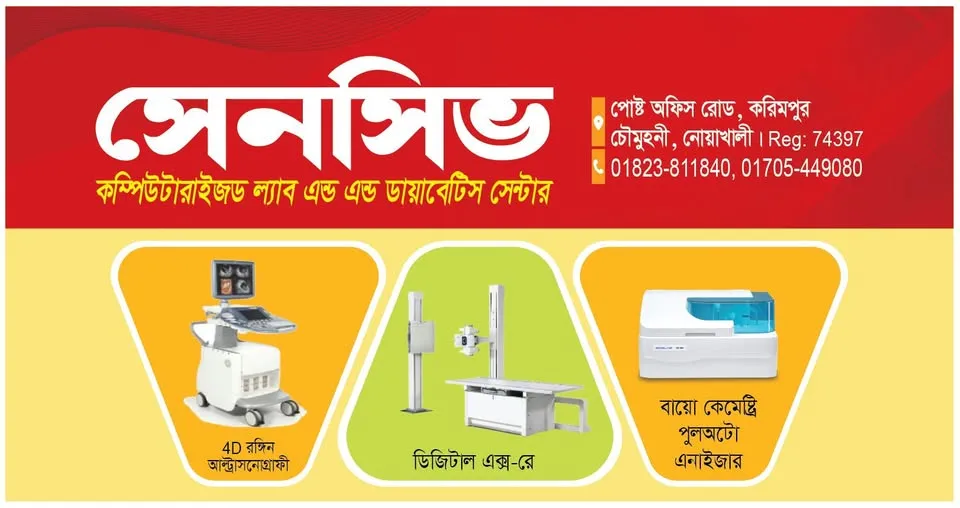 সেনসিভ
কম্পিউটারাইজড ল্যাব এন্ড এন্ড ডায়াবেটিস সেন্টার
পোষ্ট অফিস রোড, করিমপুর
চৌমুহনী, নোয়াখালী। Reg: 74397
01823-811840, 01705-449080
4D রঙ্গিন
আল্ট্রাসনোগ্রাফী
ডিজিটাল এক্স-রে
বায়ো কেমেষ্ট্রি
পুলঅটো
এনাইজার